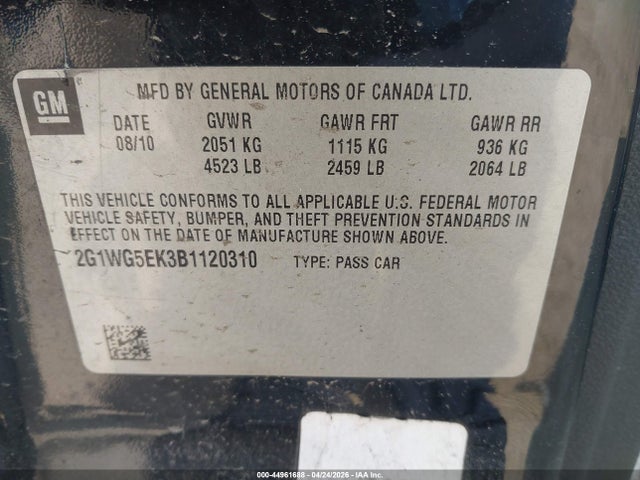 GM
MFD BY GENERAL MOTORS OF CANADA LTD.
DATE GVWR GAWR FRT GAWR RR
08/10 2051 KG 1115 KG 936 KG
4523 LB 2459 LB 2064 LB
THIS VEHICLE CONFORMS TO ALL APPLICABLE U.S. FEDERAL MOTOR
VEHICLE SAFETY, BUMPER, AND THEFT PREVENTION STANDARDS IN
EFFECT ON THE DATE OF MANUFACTURE SHOWN ABOVE.
2G1WG5EK3B1120310 TYPE: PASS CAR
000-44961688 | 04/24/2026 | IAA Inc.